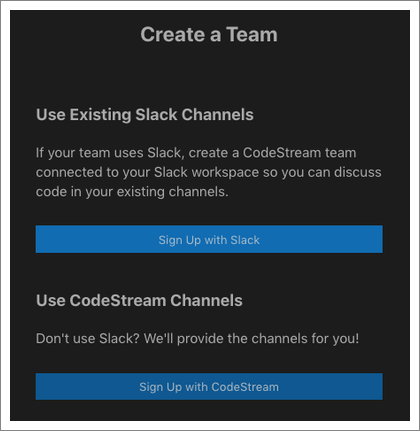 Create a Team
Use Existing Slack Channels
If your team uses Slack, create a CodeStream team
connected to your Slack workspace so you can discuss
code in your existing channels.
Sign Up with Slack
Use CodeStream Channels
Don't use Slack? We'll provide the channels for you!
Sign Up with CodeStream